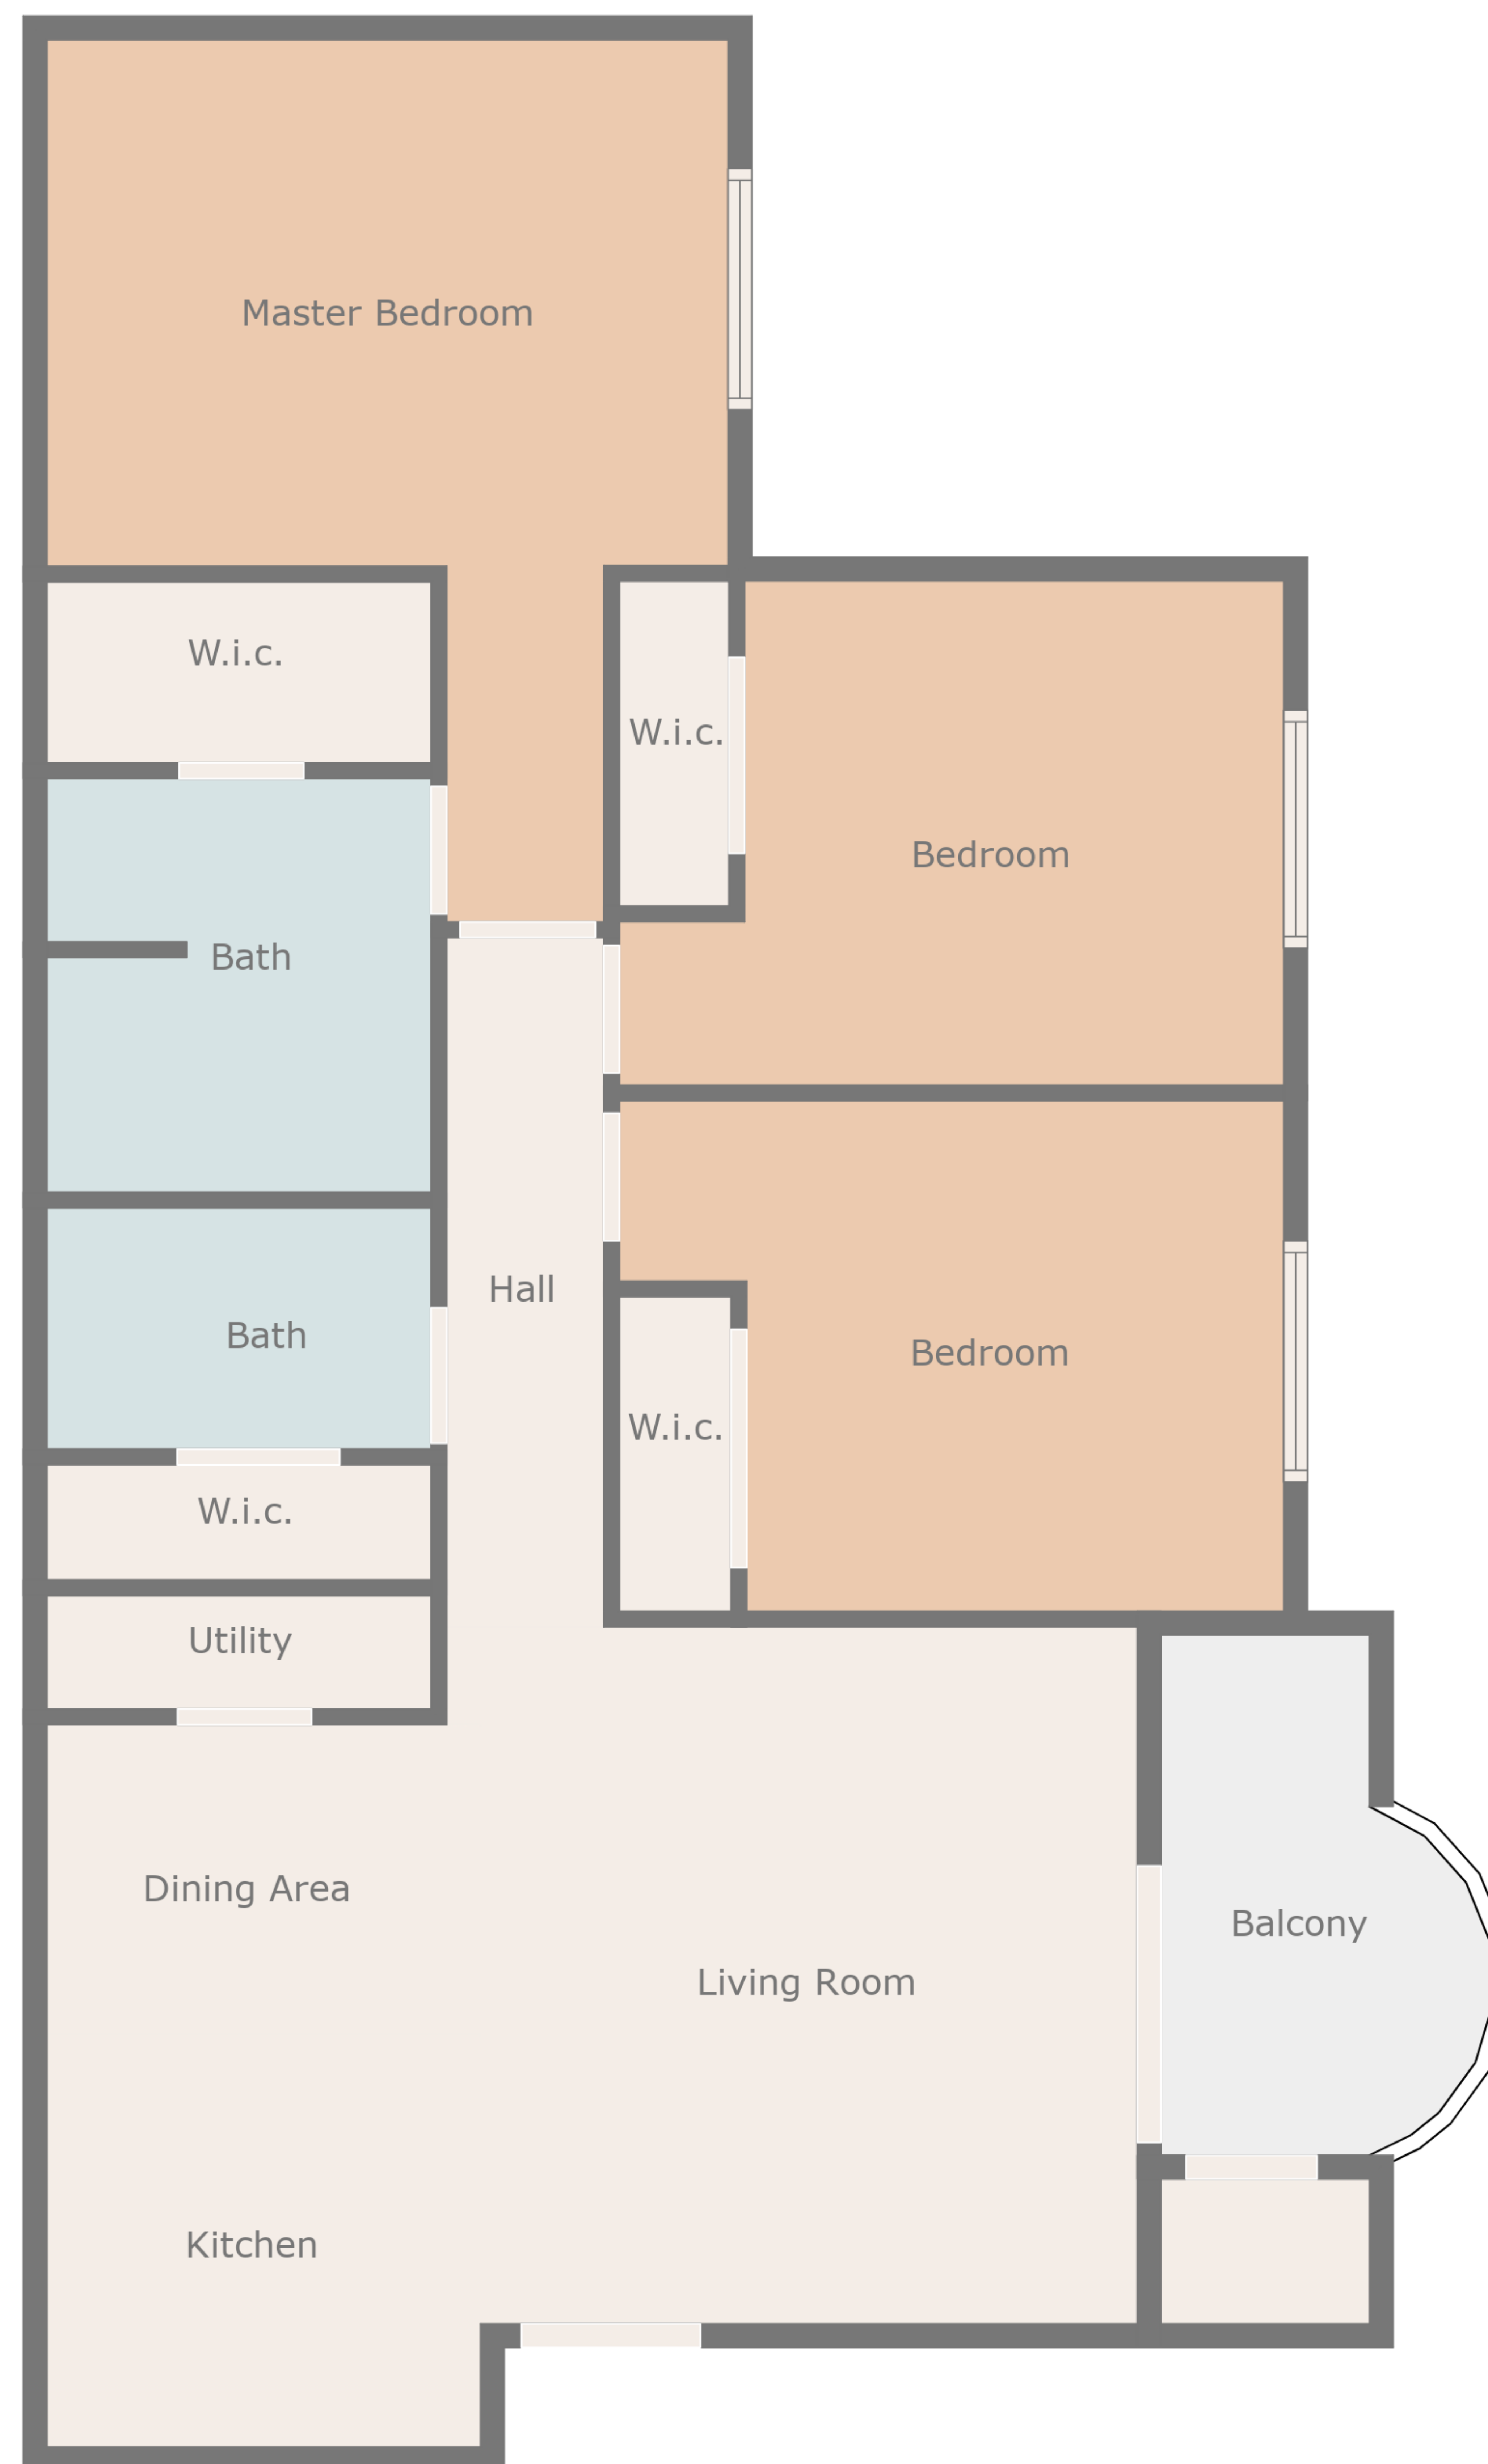 Master Bedroom
W.i.c.
W.i.c.
Bedroom
Bath
Hall
Bath
Bedroom
W.i.c.
W.i.c.
Utility
Dining Area
Balcony
Living Room
Kitchen